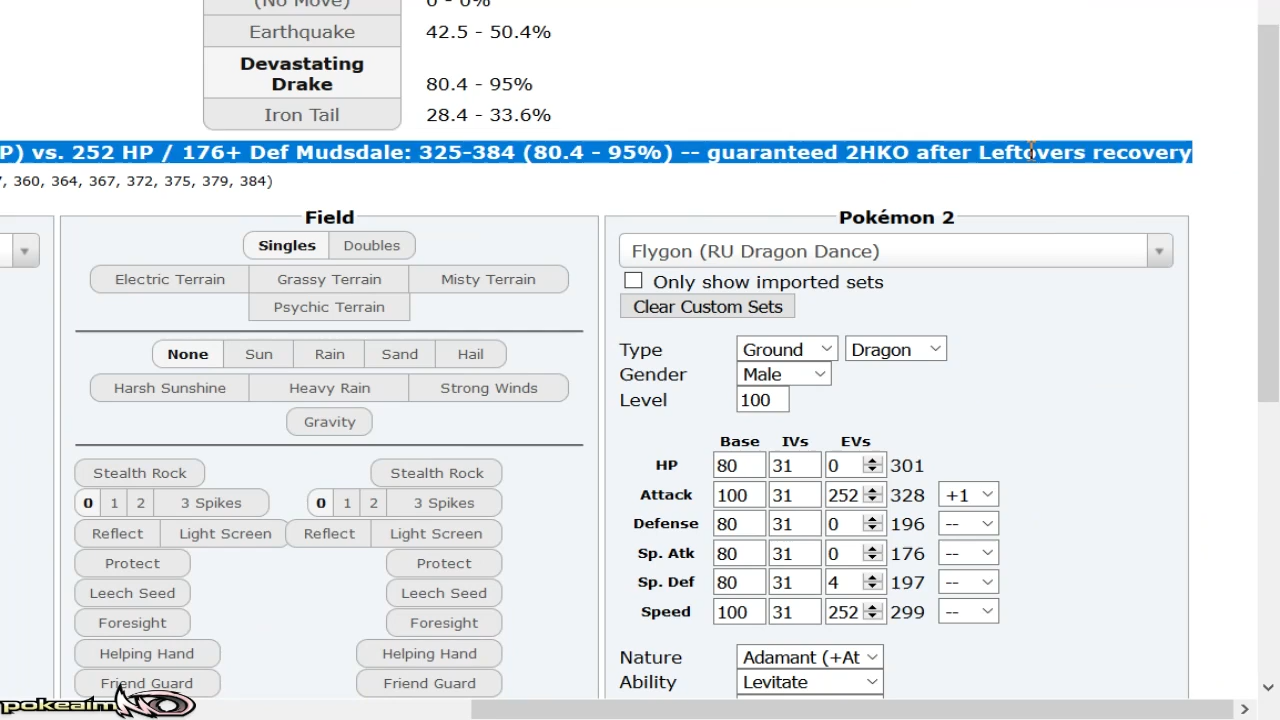 (No Move) 0 - 0%
Earthquake 42.5 - 50.4%
Devastating
Drake 80.4 - 95%
Iron Tail 28.4 - 33.6%
P) vs. 252 HP / 176+ Def Mudsdale: 325-384 (80.4 - 95%) -- guaranteed 2HKO after Leftovers recovery
, 360, 364, 367, 372, 375, 379, 384)
Field
Singles Doubles
Electric Terrain Grassy Terrain Misty Terrain
Psychic Terrain
None Sun Rain Sand Hail
Harsh Sunshine Heavy Rain Strong Winds
Gravity
Stealth Rock Stealth Rock
0 1 2 3 Spikes 0 1 2 3 Spikes
Reflect Light Screen Reflect Light Screen
Protect Protect
Leech Seed Leech Seed
Foresight Foresight
Helping Hand Helping Hand
Friend Guard Friend Guard
Pokémon 2
Flygon (RU Dragon Dance)
Only show imported sets
Clear Custom Sets
Type Ground Dragon
Gender Male
Level 100
Base IVs EVs
HP 80 31 0 301
Attack 100 31 252 328 +1
Defense 80 31 0 196 --
Sp. Atk 80 31 0 176 --
Sp. Def 80 31 4 197 --
Speed 100 31 252 299 --
Nature Adamant (+At
Ability Levitate
pokeaimMD